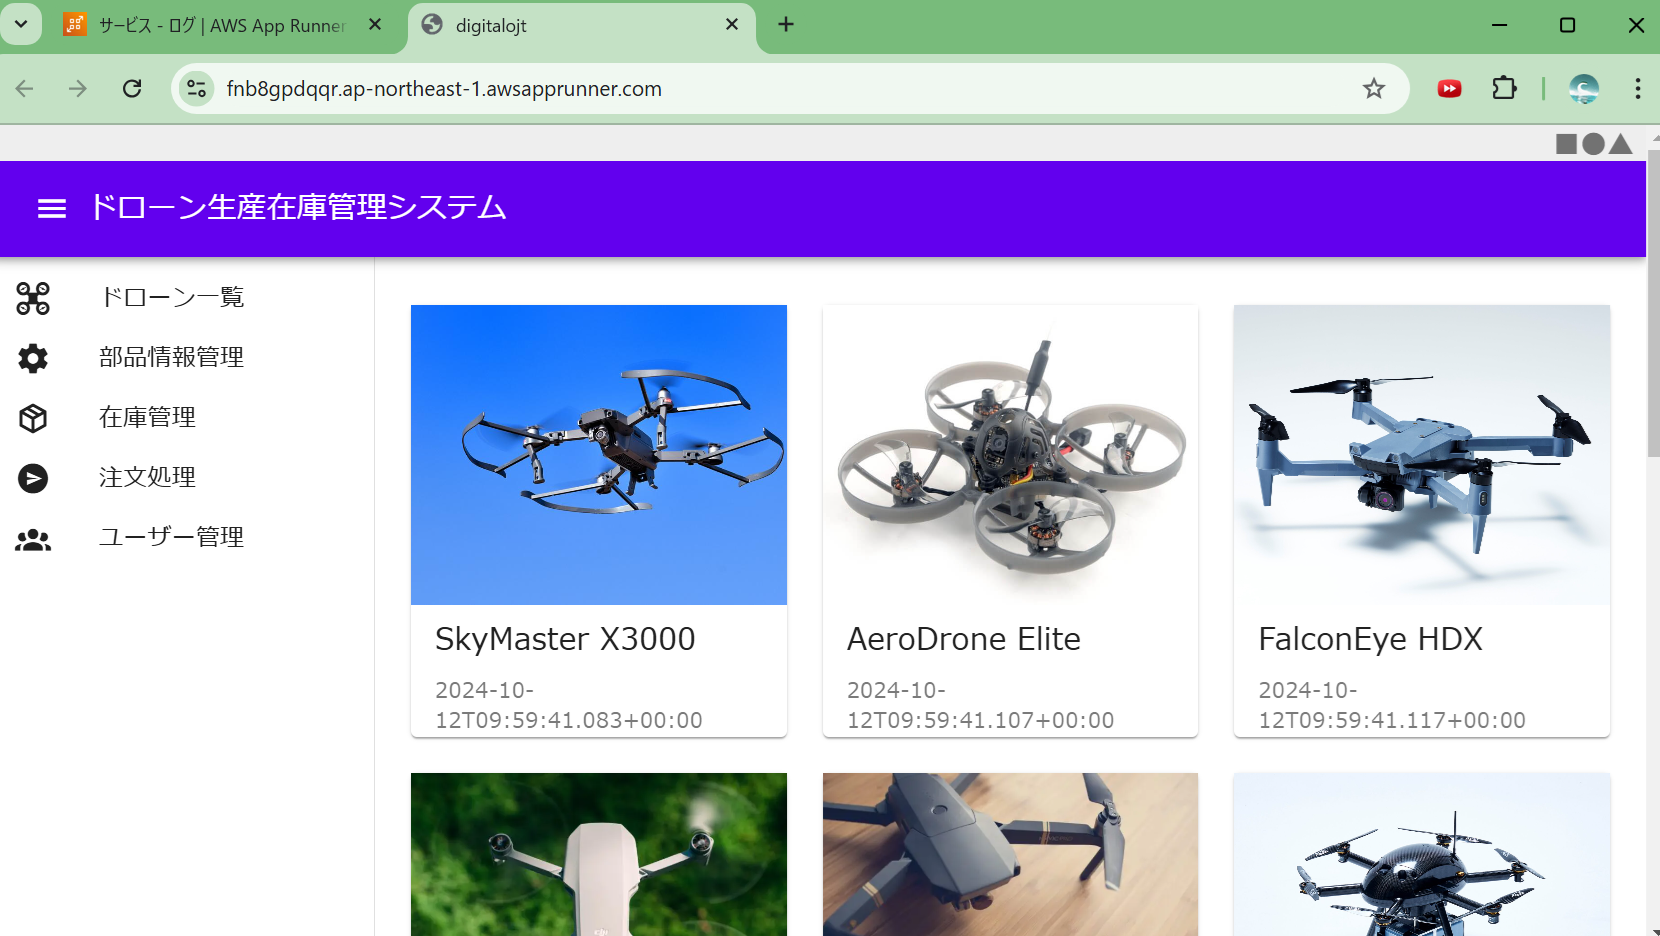 サービス - ログ | AWS App Runner
digitalojt
fnb8gpdqqr.ap-northeast-1.awsapprunner.com
ドローン生産在庫管理システム
ドローン一覧
部品情報管理
在庫管理
注文処理
ユーザー管理
SkyMaster X3000
2024-10-
12T09:59:41.083+00:00
AeroDrone Elite
2024-10-
12T09:59:41.107+00:00
FalconEye HDX
2024-10-
12T09:59:41.117+00:00
dji